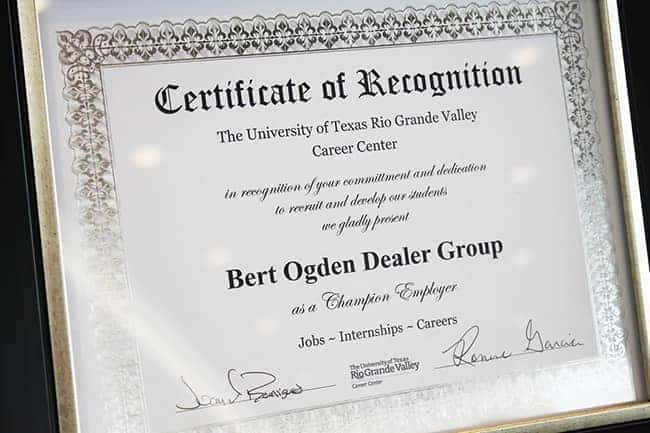 Certificate of Recognition
The University of Texas Rio Grande Valley
Career Center
in recognition of your committment and dedication
to recruit and develop our students
we gladly present
Bert Ogden Dealer Group
as a Champion Employer
Jobs ~ Internships ~ Careers
The University of Texas
Rio Grande Valley
Career Center
Garcia